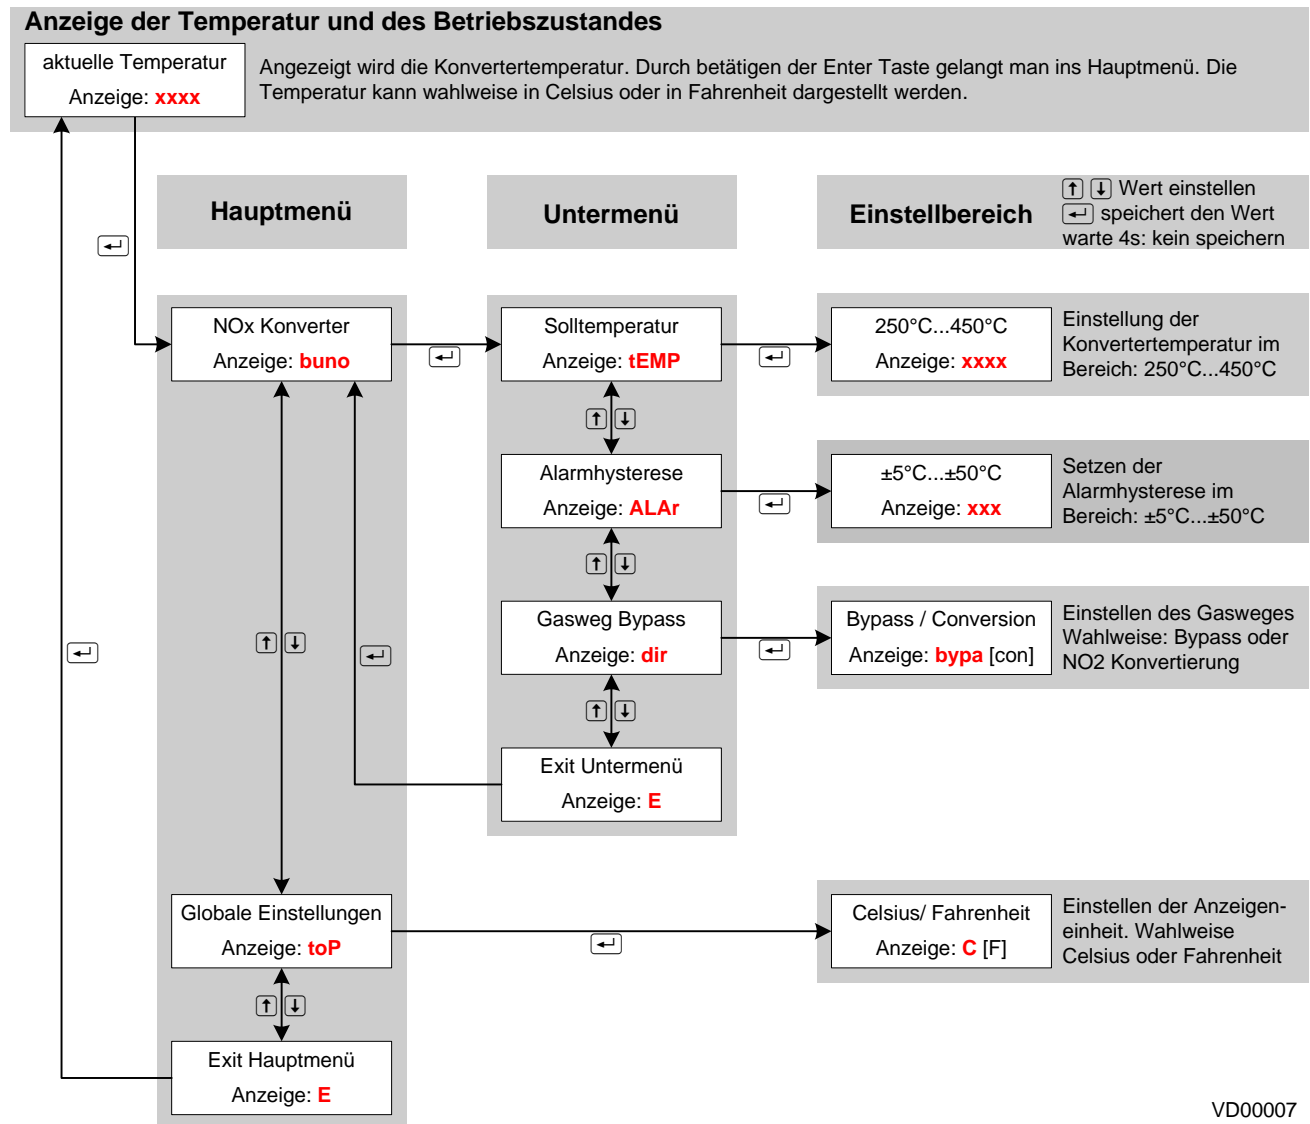 Anzeige der Temperatur und des Betriebszustandes
aktuelle Temperatur
Anzeige: xxxx
Angezeigt wird die Konvertertemperatur. Durch betätigen der Enter Taste gelangt man ins Hauptmenü. Die
Temperatur kann wahlweise in Celsius oder in Fahrenheit dargestellt werden.
Hauptmenü
Untermenü
Einstellbereich
↑ ↓ Wert einstellen
↵ speichert den Wert
warte 4s: kein speichern
NOx Konverter
Anzeige: buno
Solltemperatur
Anzeige: tEMP
250°C...450°C
Anzeige: xxxx
Einstellung der
Konvertertemperatur im
Bereich: 250°C...450°C
Alarmhysterese
Anzeige: ALAr
±5°C...±50°C
Anzeige: xxx
Setzen der
Alarmhysterese im
Bereich: ±5°C...±50°C
Gasweg Bypass
Anzeige: dir
Bypass / Conversion
Anzeige: bypa [con]
Einstellen des Gasweges
Wahlweise: Bypass oder
NO2 Konvertierung
Exit Untermenü
Anzeige: E
Globale Einstellungen
Anzeige: toP
Celsius/ Fahrenheit
Anzeige: C [F]
Einstellen der Anzeigen-
einheit. Wahlweise
Celsius oder Fahrenheit
Exit Hauptmenü
Anzeige: E
VD00007